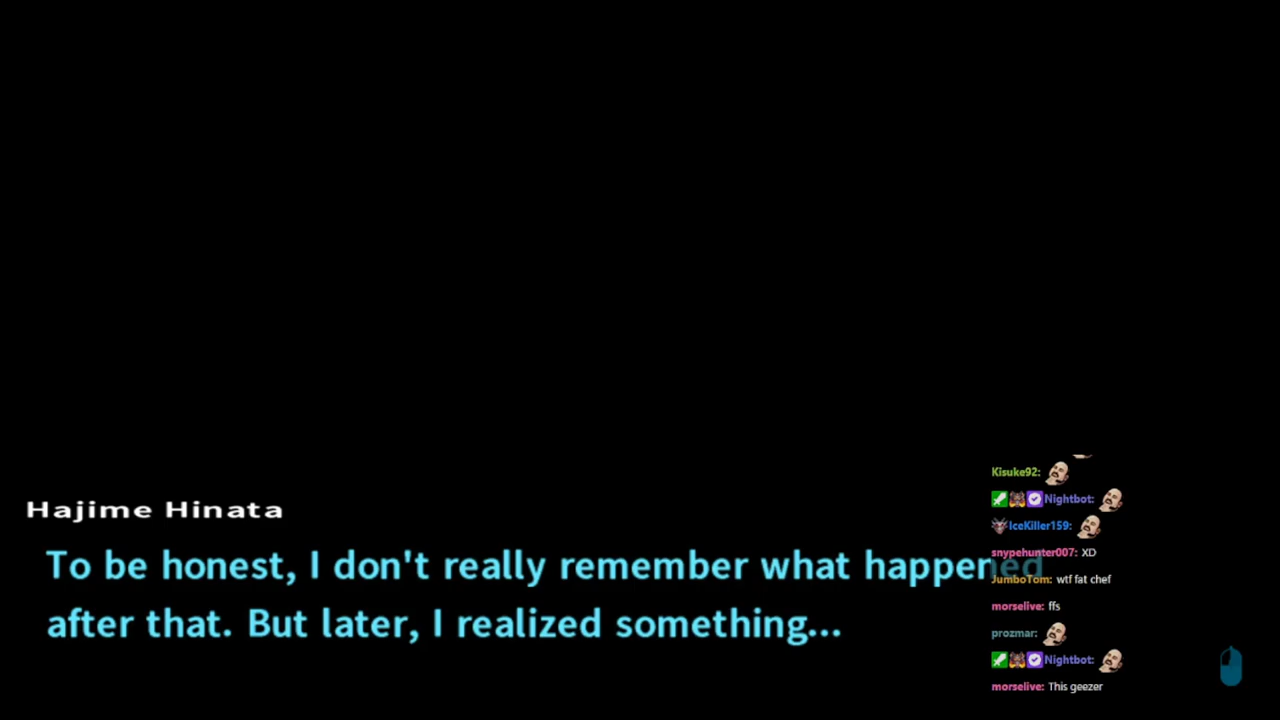 Kisuke92:
Nightbot:
Hajime Hinata
IceKiller159:
To be honest, I don't really remember what happened
snypehunter007: XD
JumboTom: wtf fat chef
after that. But later, I realized something...
morselive: ffs
prozmar:
Nightbot:
morselive: This geezer